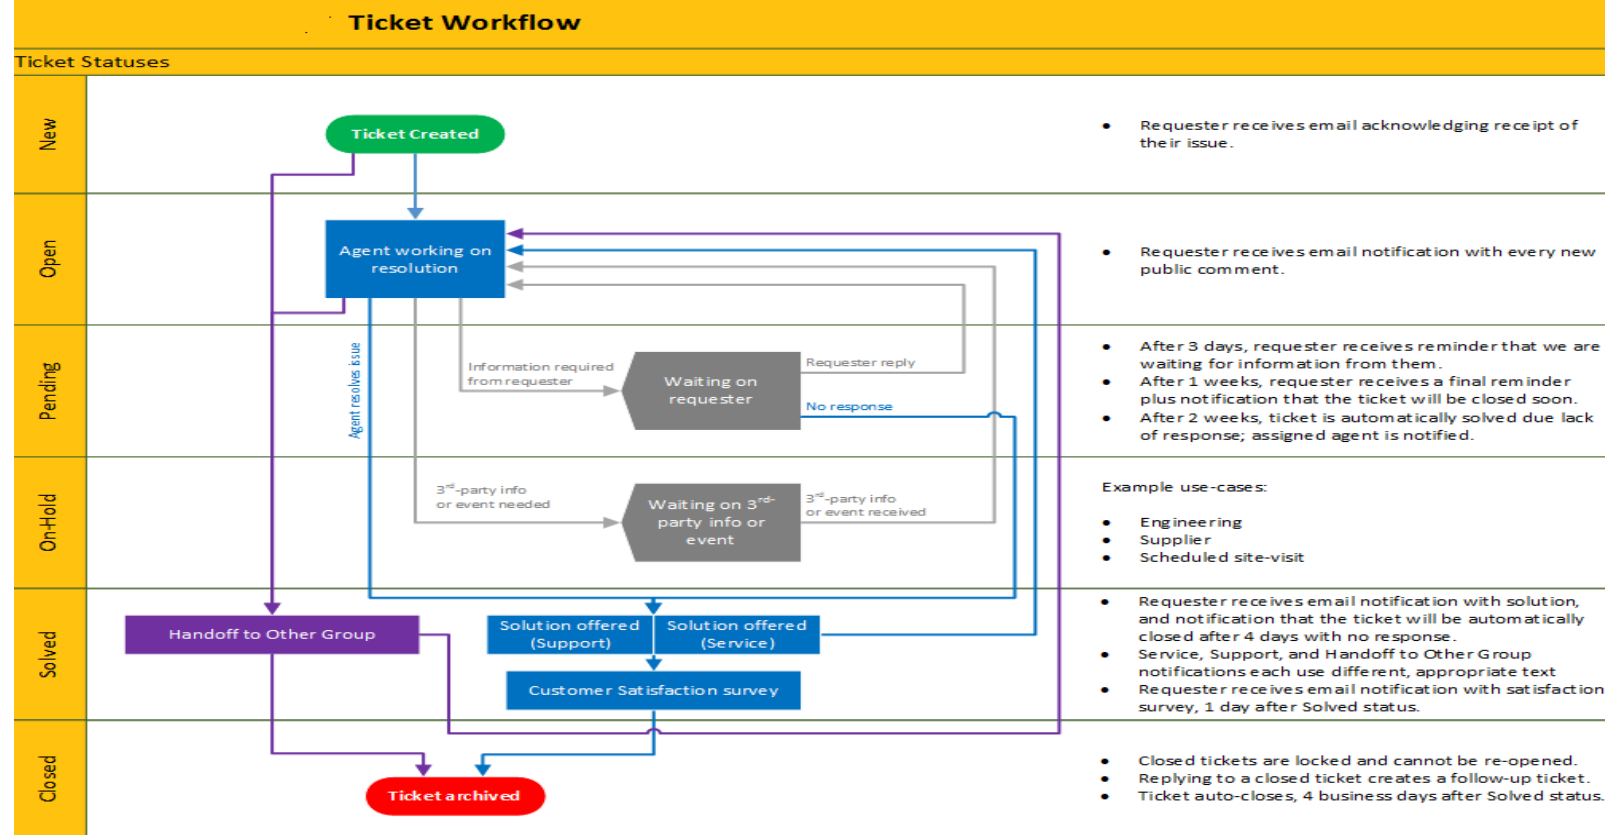 Ticket Workflow
Ticket Statuses
New
Ticket Created
• Requester receives email acknowledging receipt of
their issue.
Open
Agent working on
resolution
• Requester receives email notification with every new
public comment.
Pending
Agent resolves issue
Information required
from requester
Waiting on
requester
Requester reply
No response
• After 3 days, requester receives reminder that we are
waiting for information from them.
• After 1 weeks, requester receives a final reminder
plus notification that the ticket will be closed soon.
• After 2 weeks, ticket is automatically solved due lack
of response; assigned agent is notified.
On-Hold
3rd-party info
or event needed
Waiting on 3rd-
party info or
event
3rd-party info
or event received
Example use-cases:
• Engineering
• Supplier
• Scheduled site-visit
Solved
Handoff to Other Group
Solution offered
(Support)
Solution offered
(Service)
Customer Satisfaction survey
• Requester receives email notification with solution,
and notification that the ticket will be automatically
closed after 4 days with no response.
• Service, Support, and Handoff to Other Group
notifications each use different, appropriate text
• Requester receives email notification with satisfaction
survey, 1 day after Solved status.
Closed
Ticket archived
• Closed tickets are locked and cannot be re-opened.
• Replying to a closed ticket creates a follow-up ticket.
• Ticket auto-closes, 4 business days after Solved status.